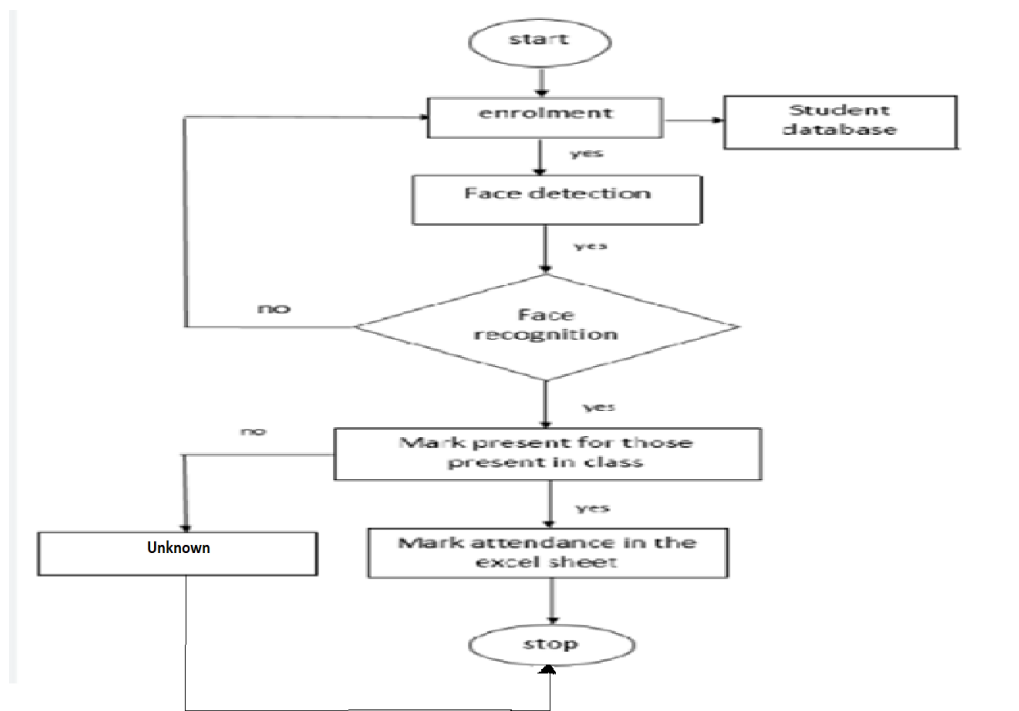 start
enrolment
Student
database
yes
Face detection
yes
Face
recognition
no
yes
Mark present for those
present in class
no
yes
Mark attendance in the
excel sheet
Unknown
stop